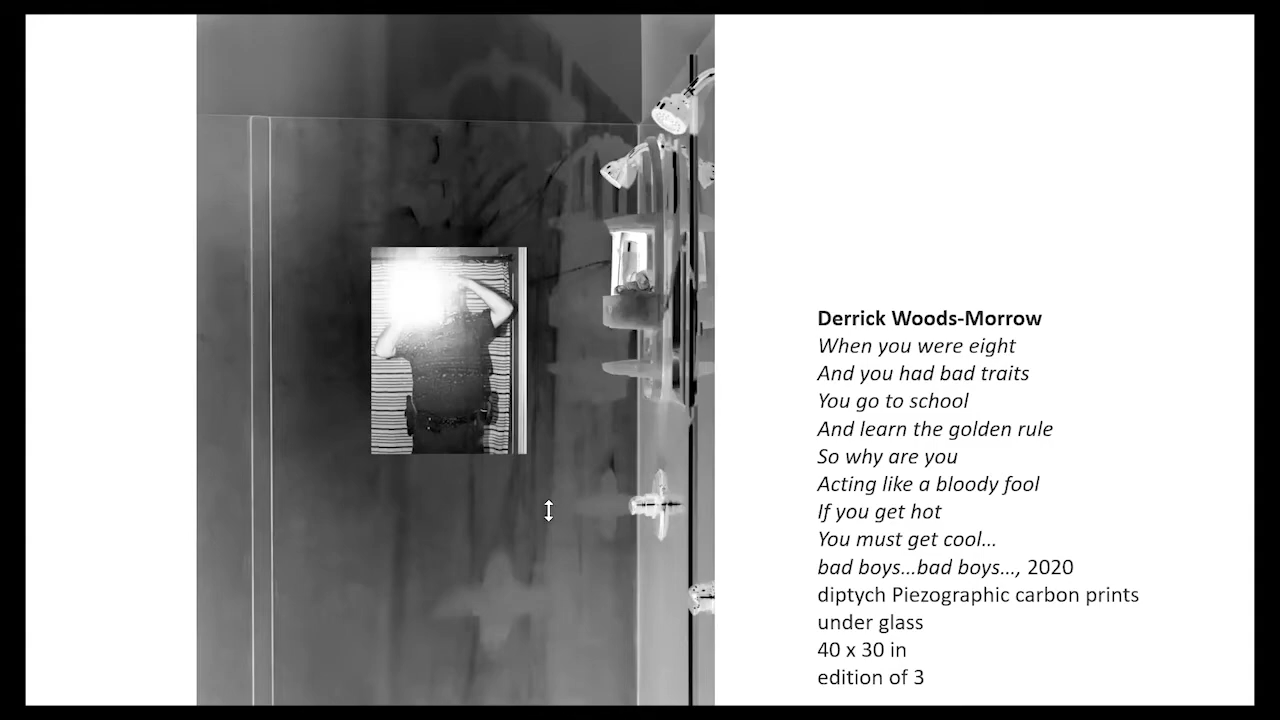 Derrick Woods-Morrow
When you were eight
And you had bad traits
You go to school
And learn the golden rule
So why are you
Acting like a bloody fool
If you get hot
You must get cool...
bad boys...bad boys..., 2020
diptych Piezographic carbon prints
under glass
40 x 30 in
edition of 3